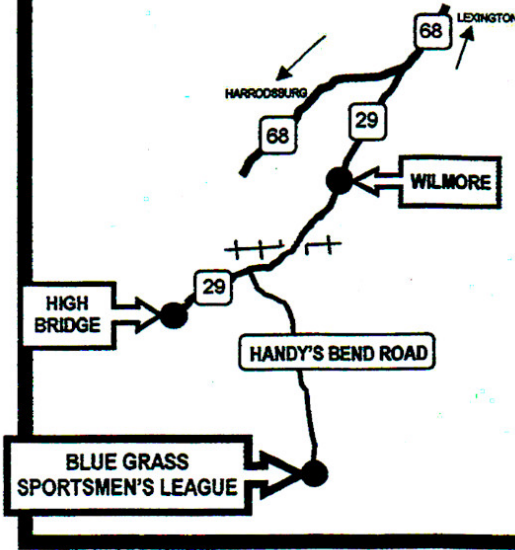 68
LEXINGTON
HARRODSBURG
68
29
WILMORE
29
HIGH
BRIDGE
HANDY'S BEND ROAD
BLUE GRASS
SPORTSMEN'S LEAGUE